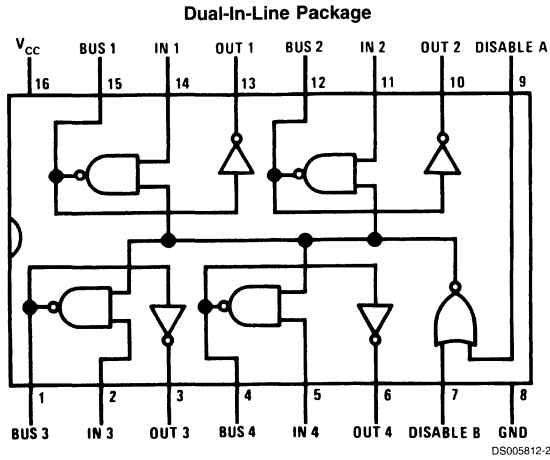 Dual-In-Line Package
VCC BUS 1 IN 1 OUT 1 BUS 2 IN 2 OUT 2 DISABLE A
16 15 14 13 12 11 10 9
1 2 3 4 5 6 7 8
BUS 3 IN 3 OUT 3 BUS 4 IN 4 OUT 4 DISABLE B GND
DS005812-2